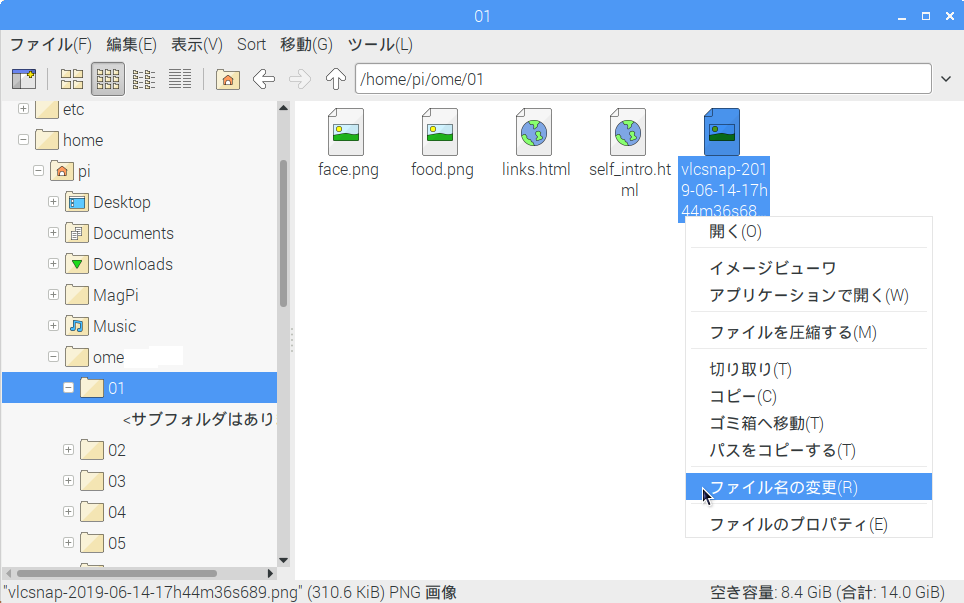 01
ファイル(F) 編集(E) 表示(V) Sort 移動(G) ツール(L)
/home/pi/ome/01
etc
home
pi
Desktop
Documents
Downloads
MagPi
Music
ome
01
<サブフォルダはあり
02
03
04
05
face.png
food.png
links.html
self_intro.ht
ml
vlcsnap-201
9-06-14-17h
44m36s68...
開く(O)
イメージビューワ
アプリケーションで開く(W)
ファイルを圧縮する(M)
切り取り(T)
コピー(C)
ゴミ箱へ移動(T)
パスをコピーする(T)
ファイル名の変更(R)
ファイルのプロパティ(E)
"vlcsnap-2019-06-14-17h44m36s689.png" (310.6 KiB) PNG 画像
空き容量: 8.4 GiB (合計: 14.0 GiB)